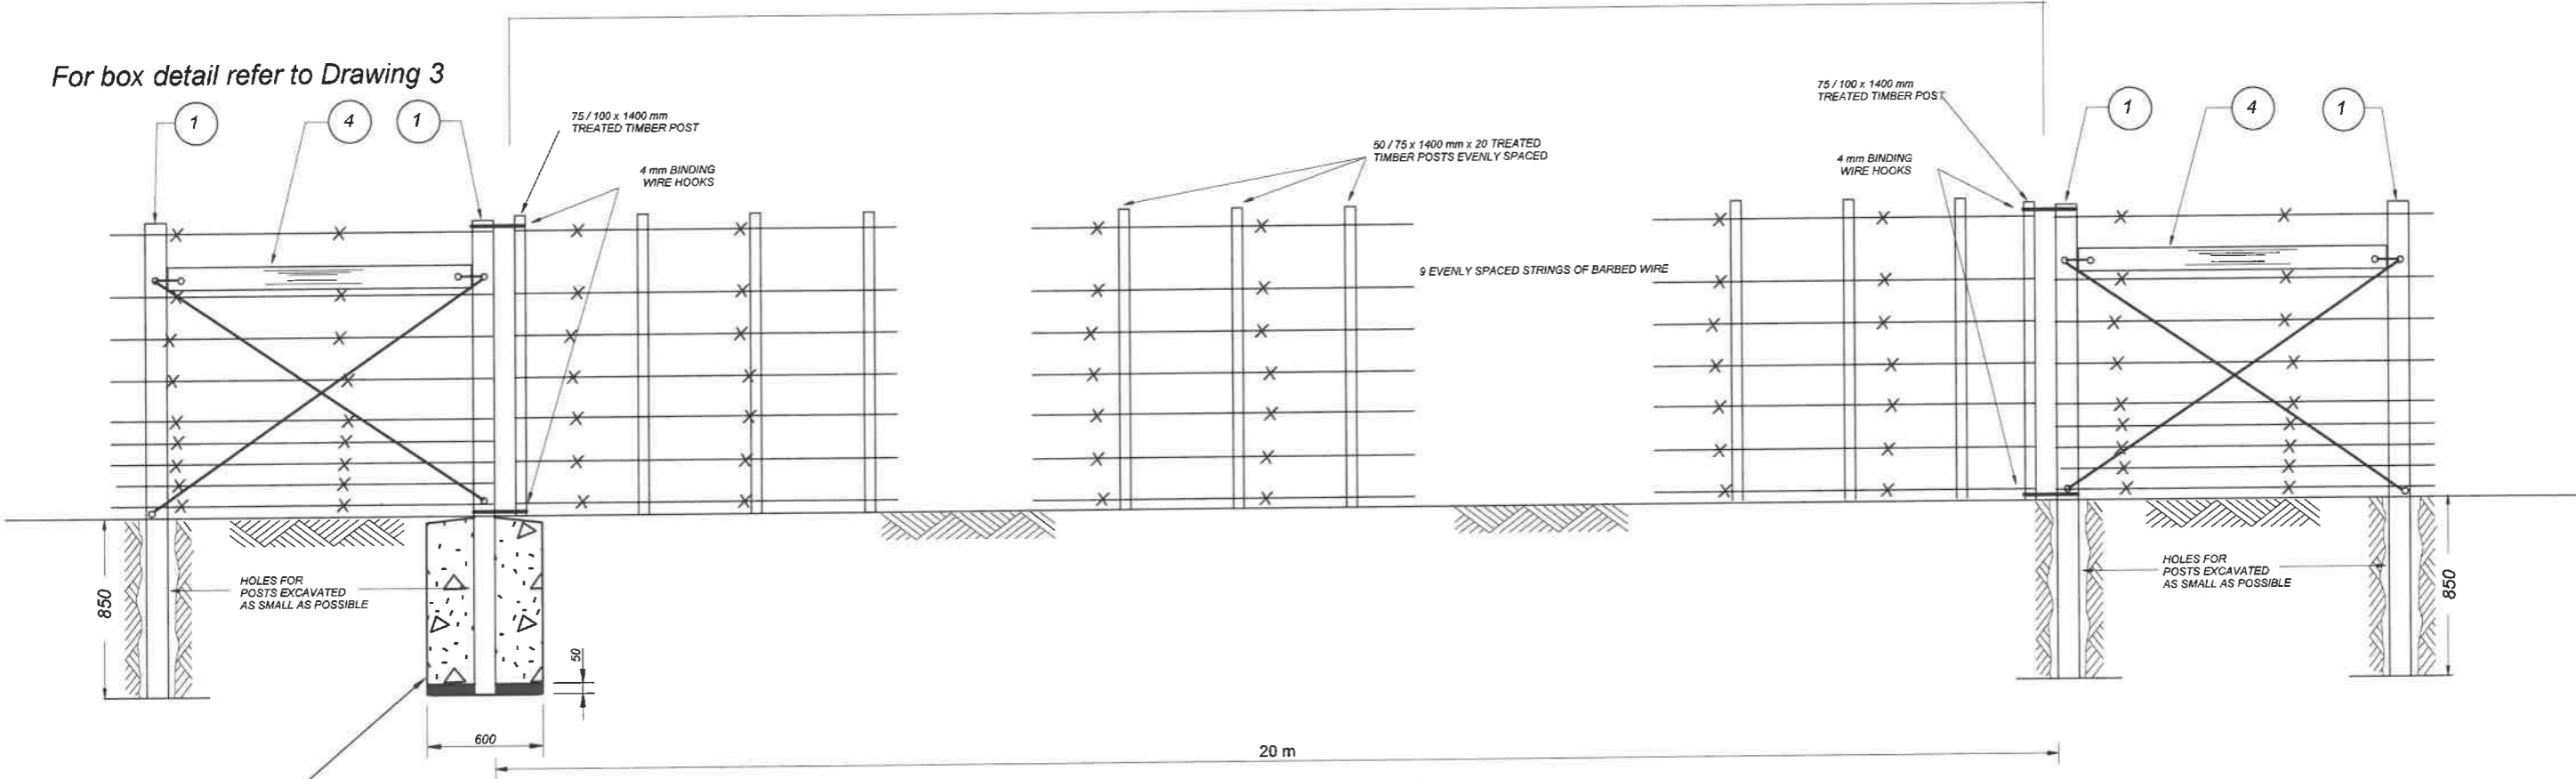 For box detail refer to Drawing 3
1
4
1
75 / 100 x 1400 mm
TREATED TIMBER POST
4 mm BINDING
WIRE HOOKS
50 / 75 x 1400 mm x 20 TREATED
TIMBER POSTS EVENLY SPACED
9 EVENLY SPACED STRINGS OF BARBED WIRE
75 / 100 x 1400 mm
TREATED TIMBER POST
4 mm BINDING
WIRE HOOKS
1
4
1
850
HOLES FOR
POSTS EXCAVATED
AS SMALL AS POSSIBLE
50
600
20 m
HOLES FOR
POSTS EXCAVATED
AS SMALL AS POSSIBLE
850